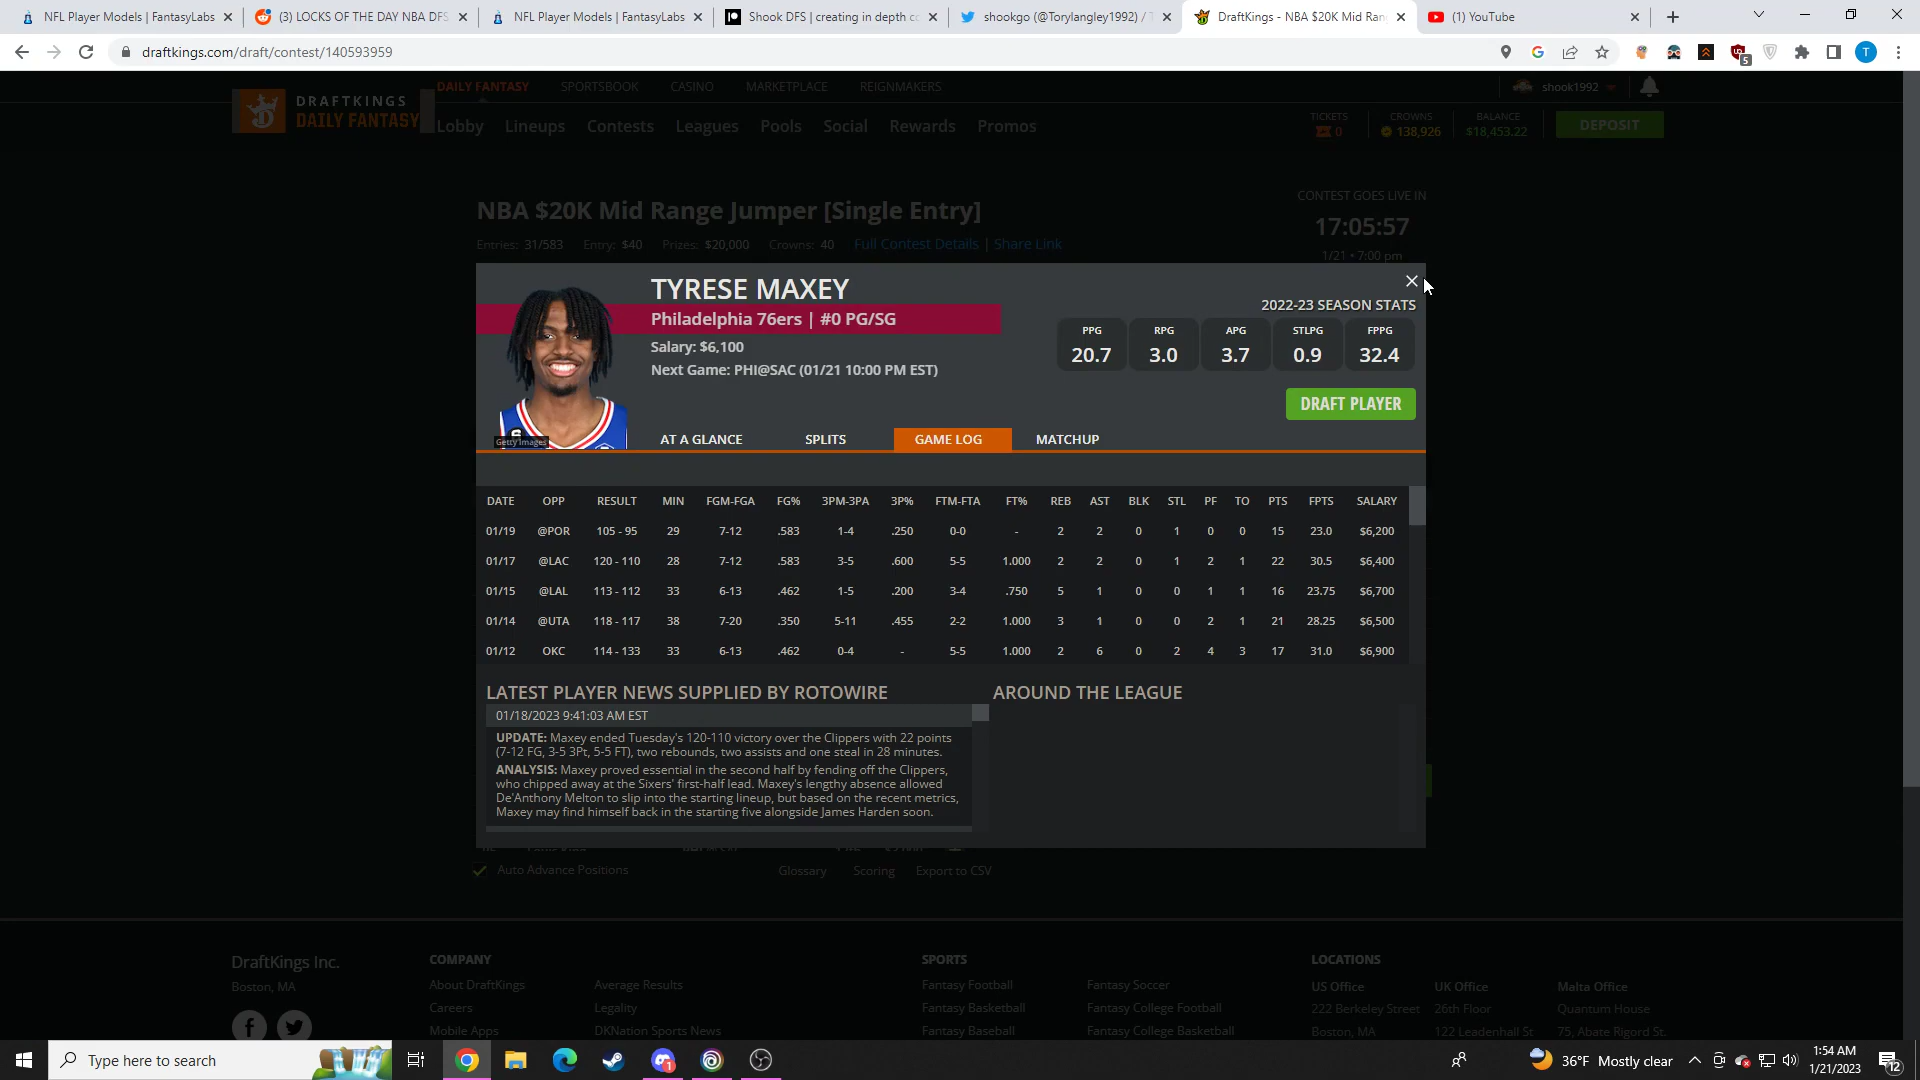 NFL Player Models | FantasyLabs
(3) LOCKS OF THE DAY NBA DFS
NFL Player Models | FantasyLabs
Shook DFS | creating in depth co
shookgo (@Torylangley1992) / T
DraftKings - NBA $20K Mid Ran
(1) YouTube
draftkings.com/draft/contest/140593959
5
T
DRAFTKINGS
DAILY FANTASY
DAILY FANTASY SPORTSBOOK CASINO MARKETPLACE REIGNMAKERS
shook1992
Lobby Lineups Contests Leagues Pools Social Rewards Promos
TICKETS
0
CROWNS
138,926
BALANCE
$18,453.22
DEPOSIT
NBA $20K Mid Range Jumper [Single Entry]
Entries: 31/583 Entry: $40 Prizes: $20,000 Crowns: 40 Full Contest Details | Share Link
CONTEST GOES LIVE IN
17:05:57
1/21 • 7:00 pm
TYRESE MAXEY
Philadelphia 76ers | #0 PG/SG
Salary: $6,100
Next Game: PHI@SAC (01/21 10:00 PM EST)
Getty Images
2022-23 SEASON STATS
PPG RPG APG STLPG FPPG
20.7 3.0 3.7 0.9 32.4
DRAFT PLAYER
AT A GLANCE SPLITS GAME LOG MATCHUP
DATE OPP RESULT MIN FGM-FGA FG% 3PM-3PA 3P% FTM-FTA FT% REB AST BLK STL PF TO PTS FPTS SALARY
01/19 @POR 105 - 95 29 7-12 .583 1-4 .250 0-0 - 2 2 0 1 0 0 15 23.0 $6,200
01/17 @LAC 120 - 110 28 7-12 .583 3-5 .600 5-5 1.000 2 2 0 1 2 1 22 30.5 $6,400
01/15 @LAL 113 - 112 33 6-13 .462 1-5 .200 3-4 .750 5 1 0 0 1 1 16 23.75 $6,700
01/14 @UTA 118 - 117 38 7-20 .350 5-11 .455 2-2 1.000 3 1 0 0 2 1 21 28.25 $6,500
01/12 OKC 114 - 133 33 6-13 .462 0-4 - 5-5 1.000 2 6 0 2 4 3 17 31.0 $6,900
LATEST PLAYER NEWS SUPPLIED BY ROTOWIRE
01/18/2023 9:41:03 AM EST
UPDATE: Maxey ended Tuesday's 120-110 victory over the Clippers with 22 points
(7-12 FG, 3-5 3Pt, 5-5 FT), two rebounds, two assists and one steal in 28 minutes.
ANALYSIS: Maxey proved essential in the second half by fending off the Clippers,
who chipped away at the Sixers' first-half lead. Maxey's lengthy absence allowed
De'Anthony Melton to slip into the starting lineup, but based on the recent metrics,
Maxey may find himself back in the starting five alongside James Harden soon.
AROUND THE LEAGUE
Auto Advance Positions
Glossary Scoring Export to CSV
DraftKings Inc.
Boston, MA
COMPANY
About DraftKings Average Results
Careers Legality
Mobile Apps DKNation Sports News
SPORTS
Fantasy Football Fantasy Soccer
Fantasy Basketball Fantasy College Football
Fantasy Baseball Fantasy College Basketball
LOCATIONS
US Office UK Office Malta Office
222 Berkeley Street 26th Floor Quantum House
Boston, MA 122 Leadenhall St 75, Abate Rigord St.
Type here to search
1
36°F Mostly clear
1:54 AM
1/21/2023
12